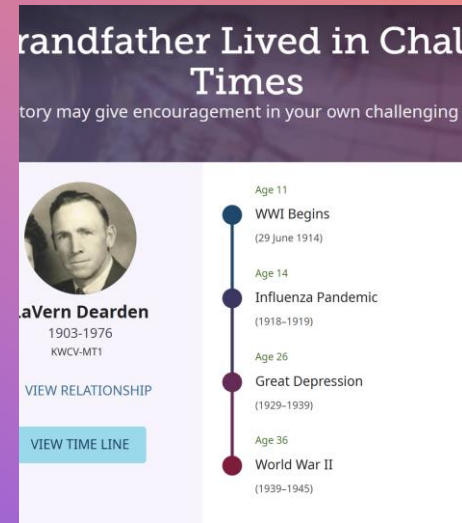 randfather Lived in Chal
Times
tory may give encouragement in your own challenging
aVern Dearden
1903-1976
KWCV-MT1
VIEW RELATIONSHIP
VIEW TIME LINE
Age 11
WWI Begins
(29 June 1914)
Age 14
Influenza Pandemic
(1918–1919)
Age 26
Great Depression
(1929–1939)
Age 36
World War II
(1939–1945)